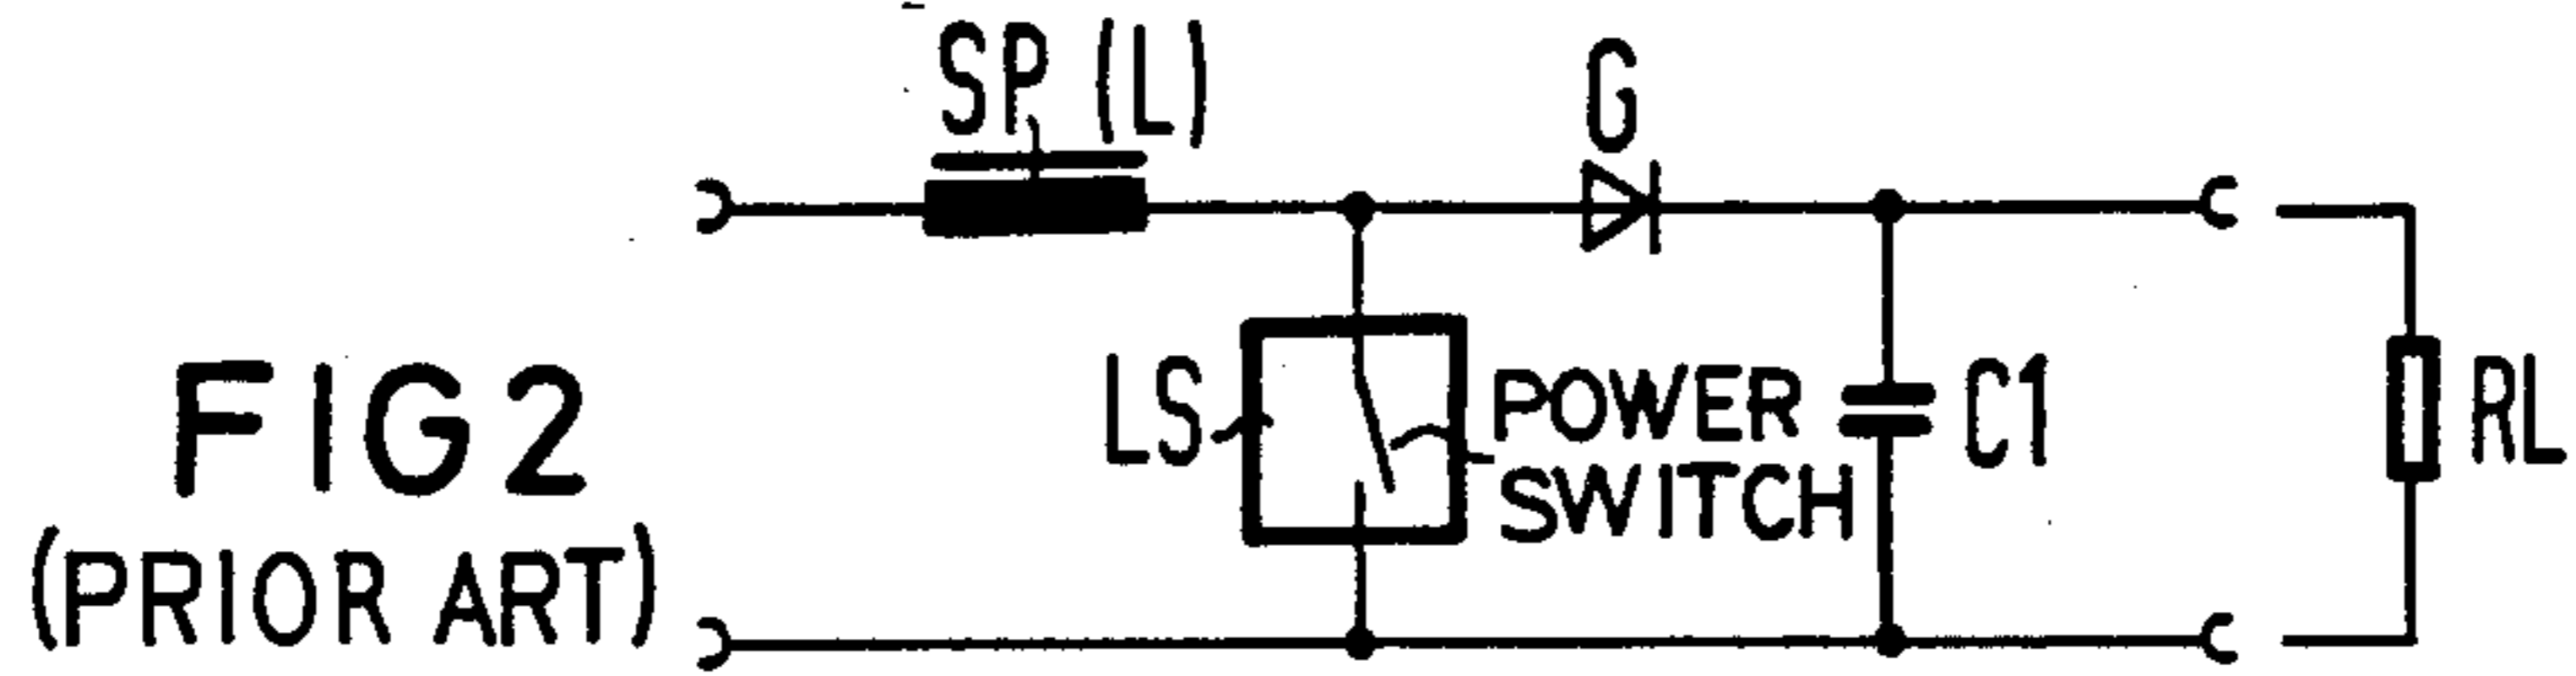 SP (L)
G
LS
POWER
SWITCH
C1
RL
FIG2
(PRIOR ART)